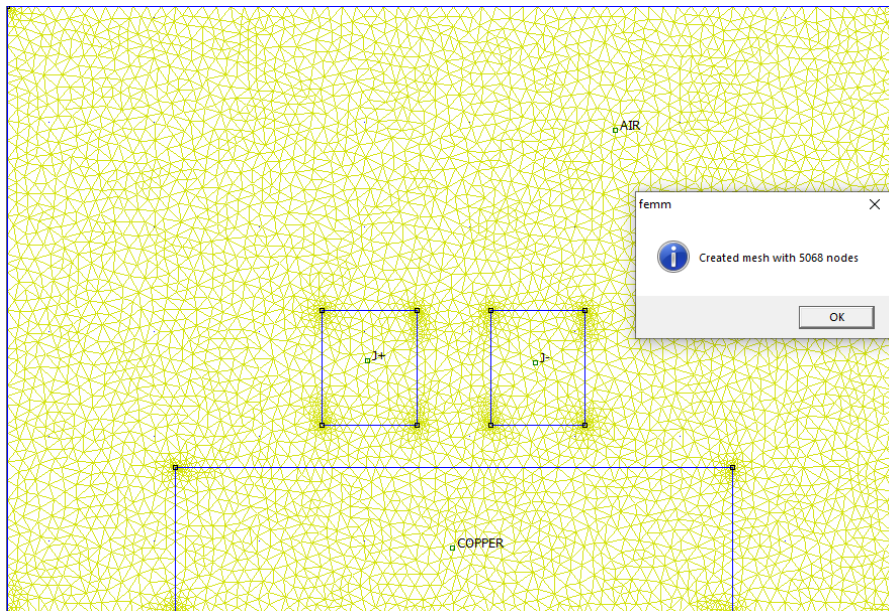 AIR
femm
Created mesh with 5068 nodes
OK
J+
J-
COPPER